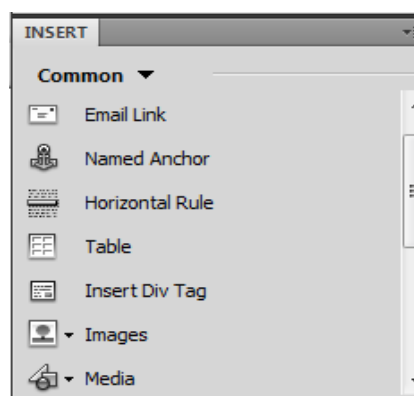 INSERT
Common
Email Link
Named Anchor
Horizontal Rule
Table
Insert Div Tag
Images
Media